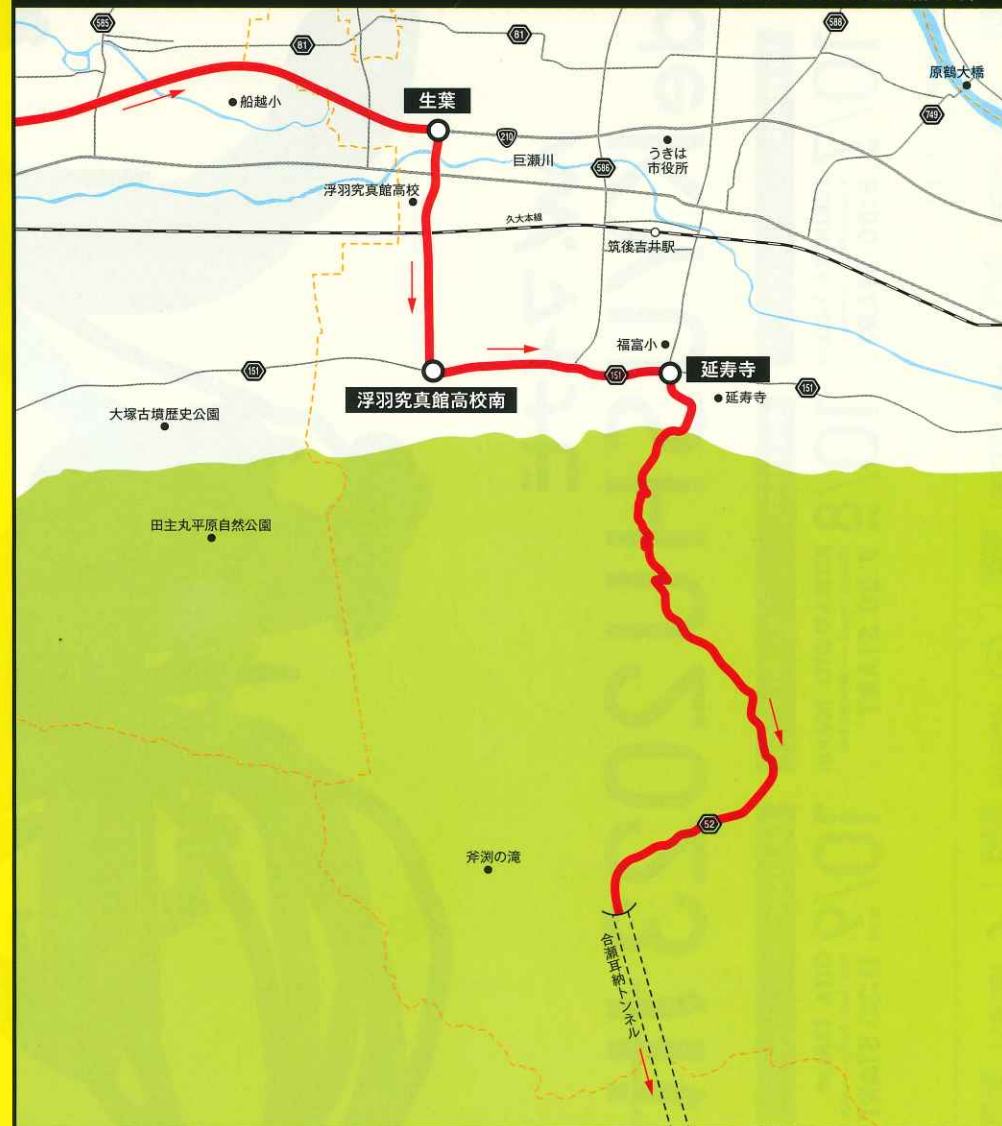 585
81
81
588
原鶴大橋
船越小
生葉
749
210
巨瀬川
586
うきは
市役所
浮羽究真館高校
久大本線
筑後吉井駅
福富小
151
151
延寿寺
151
浮羽究真館高校南
延寿寺
大塚古墳歴史公園
田主丸平原自然公園
52
斧渕の滝
合瀬耳納トンネル